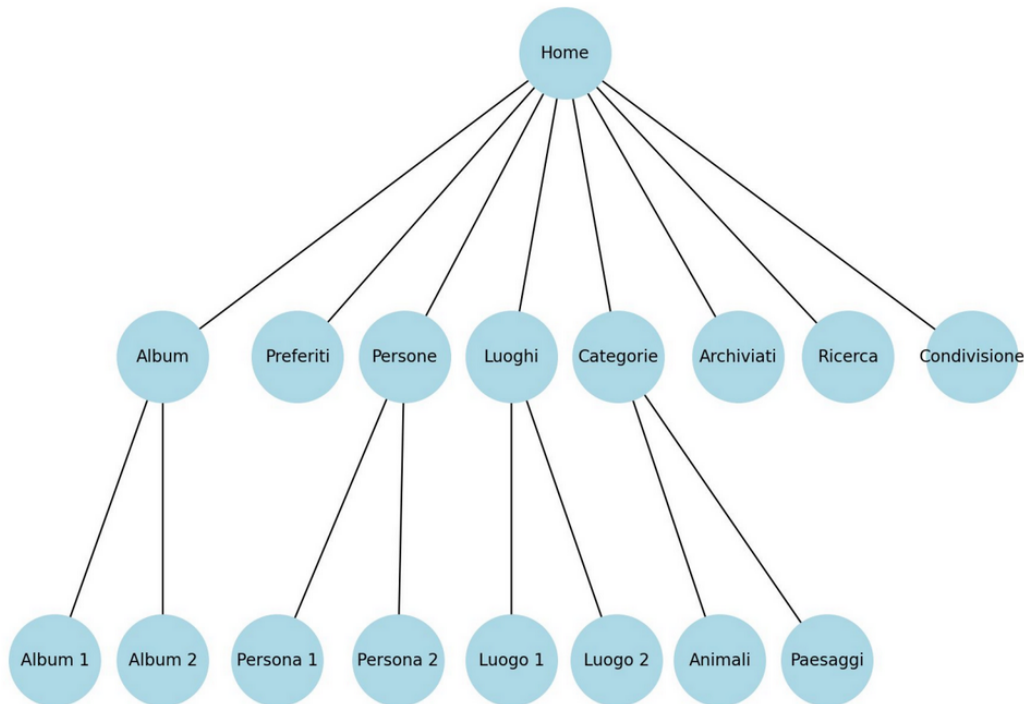 Home
Album
Preferiti
Persone
Luoghi
Categorie
Archiviati
Ricerca
Condivisione
Album 1
Album 2
Persona 1
Persona 2
Luogo 1
Luogo 2
Animali
Paesaggi